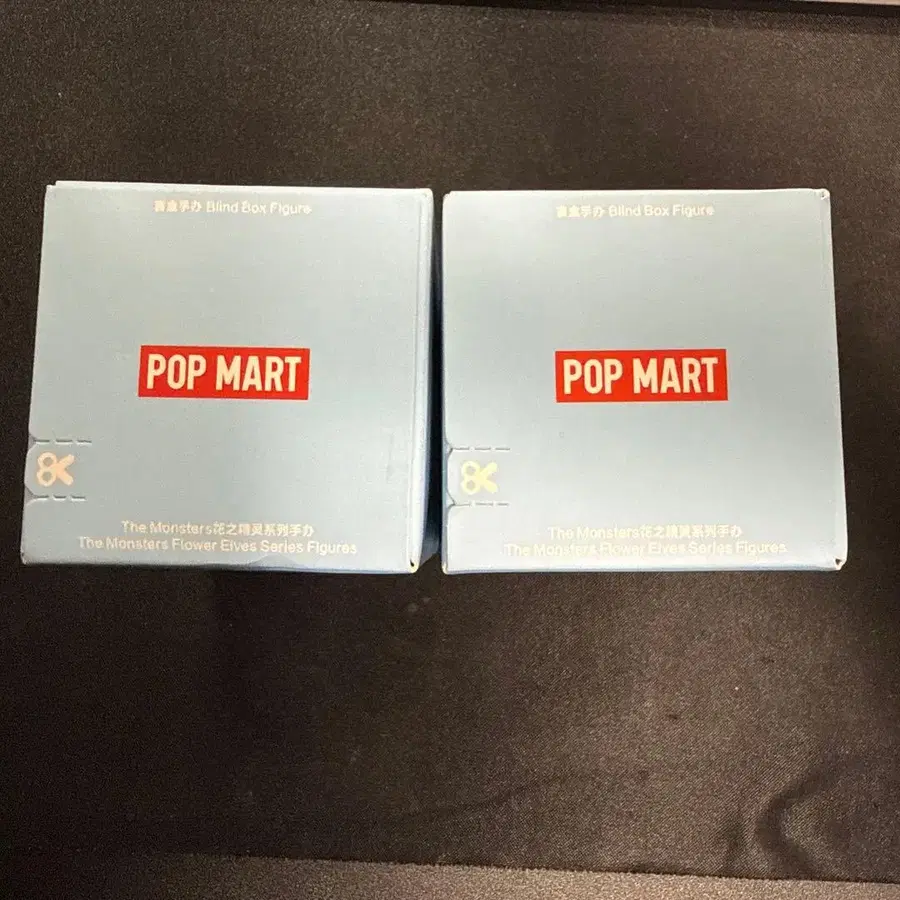 盲盒手办 Blind Box Figure
POP MART
The Monsters花之精灵系列手办
The Monsters Flower Elves Series Figures
盲盒手办 Blind Box Figure
POP MART
The Monsters花之精灵系列手办
The Monsters Flower Elves Series Figures